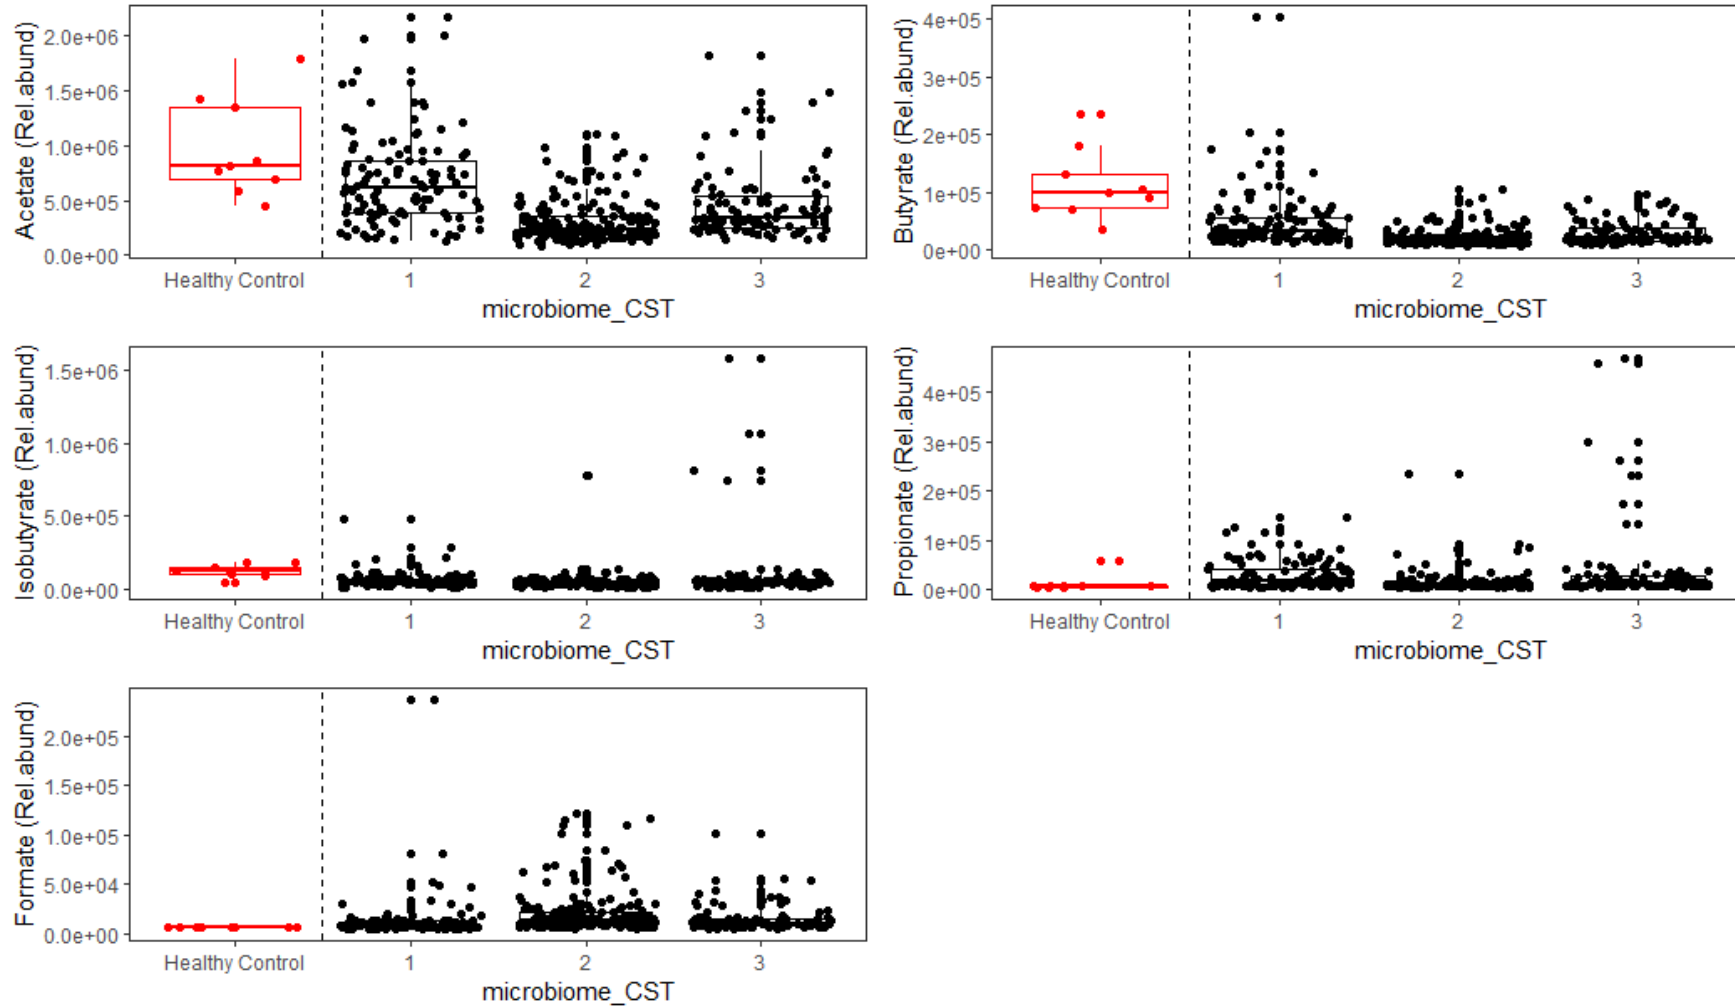 Acetate (Rel.abund)
2.0e+06
1.5e+06
1.0e+06
5.0e+05
0.0e+00
Healthy Control 1 2 3
microbiome_CST
Butyrate (Rel.abund)
4e+05
3e+05
2e+05
1e+05
0e+00
Healthy Control 1 2 3
microbiome_CST
Isobutyrate (Rel.abund)
1.5e+06
1.0e+06
5.0e+05
0.0e+00
Healthy Control 1 2 3
microbiome_CST
Propionate (Rel.abund)
4e+05
3e+05
2e+05
1e+05
0e+00
Healthy Control 1 2 3
microbiome_CST
Formate (Rel.abund)
2.0e+05
1.5e+05
1.0e+05
5.0e+04
0.0e+00
Healthy Control 1 2 3
microbiome_CST